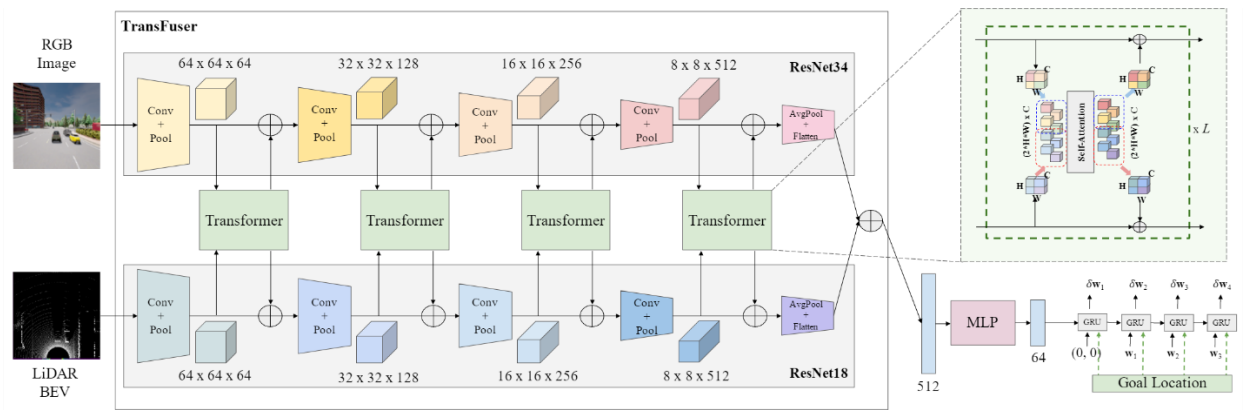 TransFuser
RGB
Image
64 x 64 x 64
32 x 32 x 128
16 x 16 x 256
8 x 8 x 512
ResNet34
Conv
+
Pool
Conv
+
Pool
Conv
+
Pool
Conv
+
Pool
AvgPool
+
Flatten
Transformer
Transformer
Transformer
Transformer
Conv
+
Pool
Conv
+
Pool
Conv
+
Pool
Conv
+
Pool
AvgPool
+
Flatten
LiDAR
BEV
64 x 64 x 64
32 x 32 x 128
16 x 16 x 256
8 x 8 x 512
ResNet18
H
W
C
(2*H*W) x C
Self-Attention
(2*H*W) x C
C
H
W
H
W
C
C
W
x L
512
MLP
64
δw₁
δw₂
δw₃
δw₄
GRU
GRU
GRU
GRU
(0, 0)
w₁
w₂
w₃
Goal Location